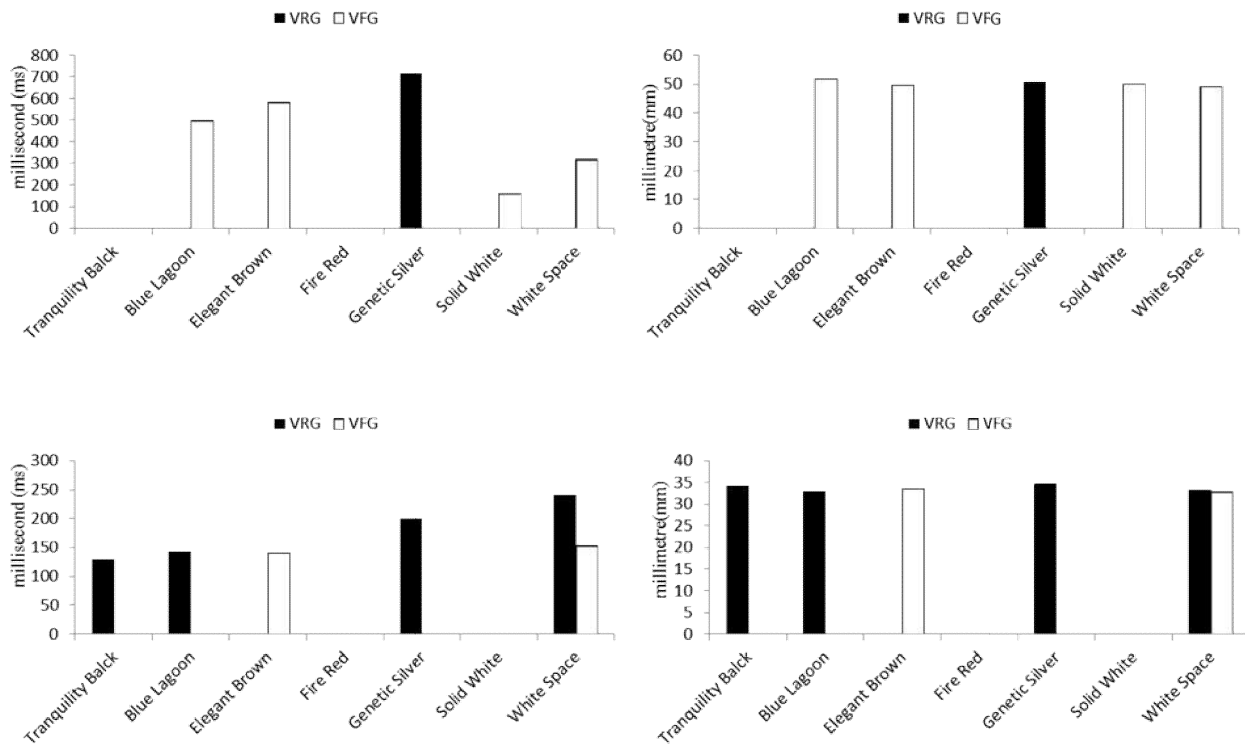 VRG VFG
millisecond (ms)
800
700
600
500
400
300
200
100
0
Tranquility Balck
Blue Lagoon
Elegant Brown
Fire Red
Genetic Silver
Solid White
White Space
VRG VFG
millimetre(mm)
60
50
40
30
20
10
0
Tranquility Balck
Blue Lagoon
Elegant Brown
Fire Red
Genetic Silver
Solid White
White Space
VRG VFG
millisecond (ms)
300
250
200
150
100
50
0
Tranquility Balck
Blue Lagoon
Elegant Brown
Fire Red
Genetic Silver
Solid White
White Space
VRG VFG
millimetre(mm)
40
35
30
25
20
15
10
5
0
Tranquility Balck
Blue Lagoon
Elegant Brown
Fire Red
Genetic Silver
Solid White
White Space